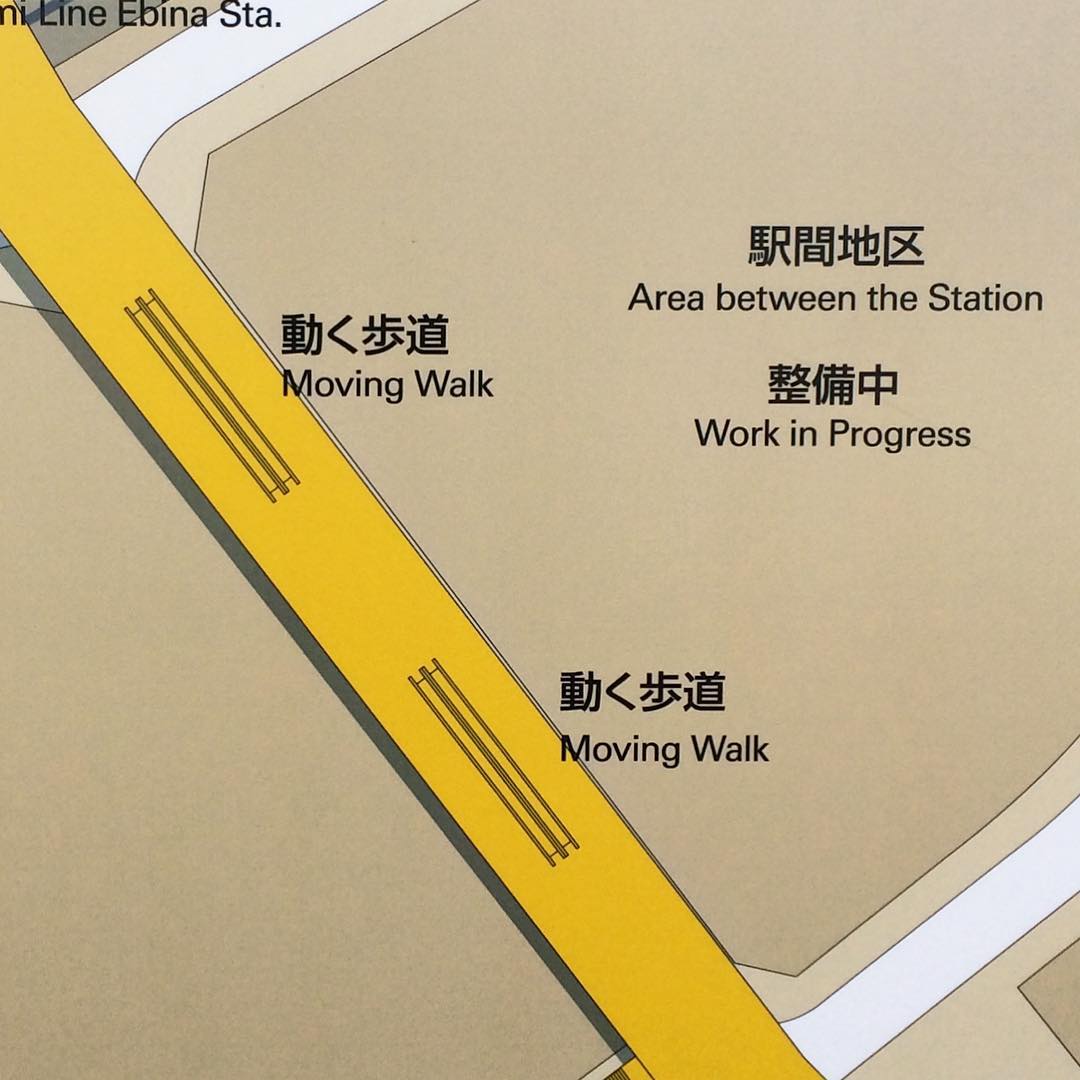 Line Ebina Sta.
駅間地区
Area between the Station
動く歩道
Moving Walk
整備中
Work in Progress
動く歩道
Moving Walk